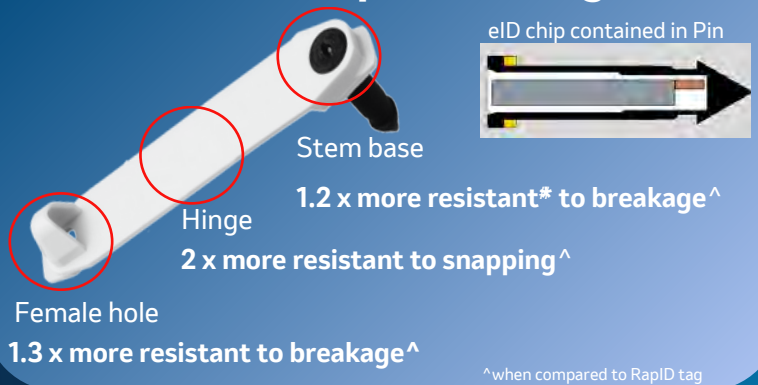 eID chip contained in Pin
Stem base
1.2 x more resistant* to breakage^
Hinge
2 x more resistant to snapping^
Female hole
1.3 x more resistant to breakage^
^when compared to RapID tag